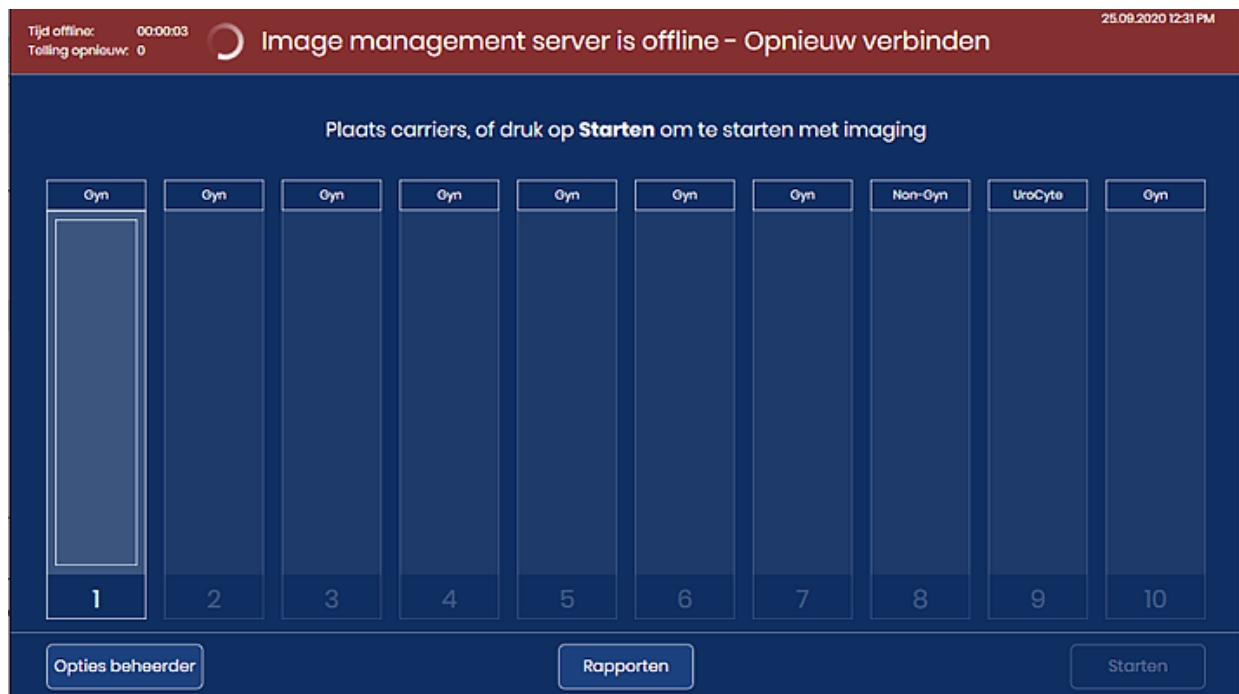 Tijd offline: 00:00:03
Telling opnieuw: 0
Image management server is offline - Opnieuw verbinden
25.09.2020 12:31 PM
Plaats carriers, of druk op Starten om te starten met imaging
Gyn Gyn Gyn Gyn Gyn Gyn Gyn Non-Gyn UroCyte Gyn
1 2 3 4 5 6 7 8 9 10
Opties beheerder Rapporten Starten